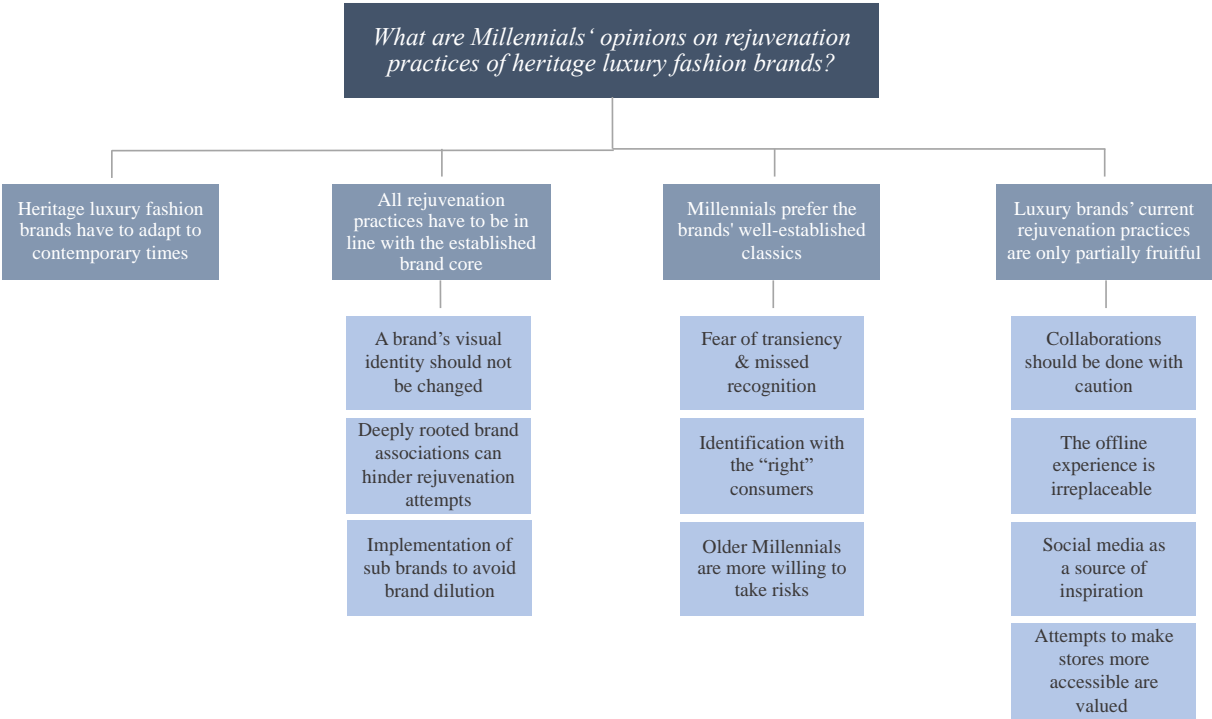 What are Millennials‘ opinions on rejuvenation
practices of heritage luxury fashion brands?
Heritage luxury fashion
brands have to adapt to
contemporary times
All rejuvenation
practices have to be in
line with the established
brand core
A brand’s visual
identity should not
be changed
Deeply rooted brand
associations can
hinder rejuvenation
attempts
Implementation of
sub brands to avoid
brand dilution
Millennials prefer the
brands' well-established
classics
Fear of transiency
& missed
recognition
Identification with
the “right”
consumers
Older Millennials
are more willing to
take risks
Luxury brands’ current
rejuvenation practices
are only partially fruitful
Collaborations
should be done with
caution
The offline
experience is
irreplaceable
Social media as
a source of
inspiration
Attempts to make
stores more
accessible are
valued